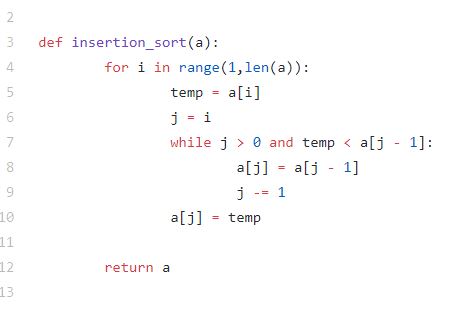 2
3 def insertion_sort(a):
4 for i in range(1,len(a)):
5 temp = a[i]
6 j = i
7 while j > 0 and temp < a[j - 1]:
8 a[j] = a[j - 1]
9 j -= 1
10 a[j] = temp
11
12 return a
13